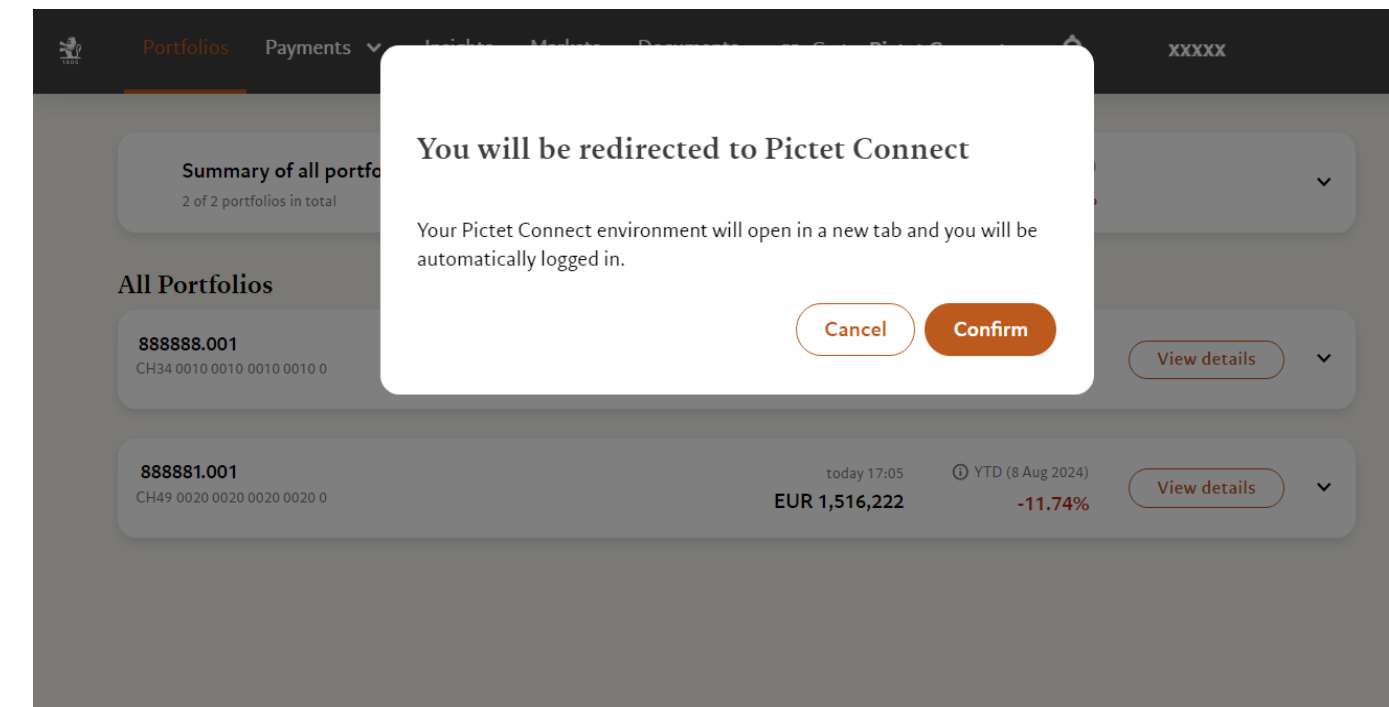 1805
Portfolios Payments
xxxxx
You will be redirected to Pictet Connect
Summary of all portfo
2 of 2 portfolios in total
Your Pictet Connect environment will open in a new tab and you will be
automatically logged in.
All Portfolios
Cancel Confirm
888888.001
CH34 0010 0010 0010 0010 0
View details
888881.001
CH49 0020 0020 0020 0020 0
today 17:05 YTD (8 Aug 2024)
EUR 1,516,222 -11.74%
View details